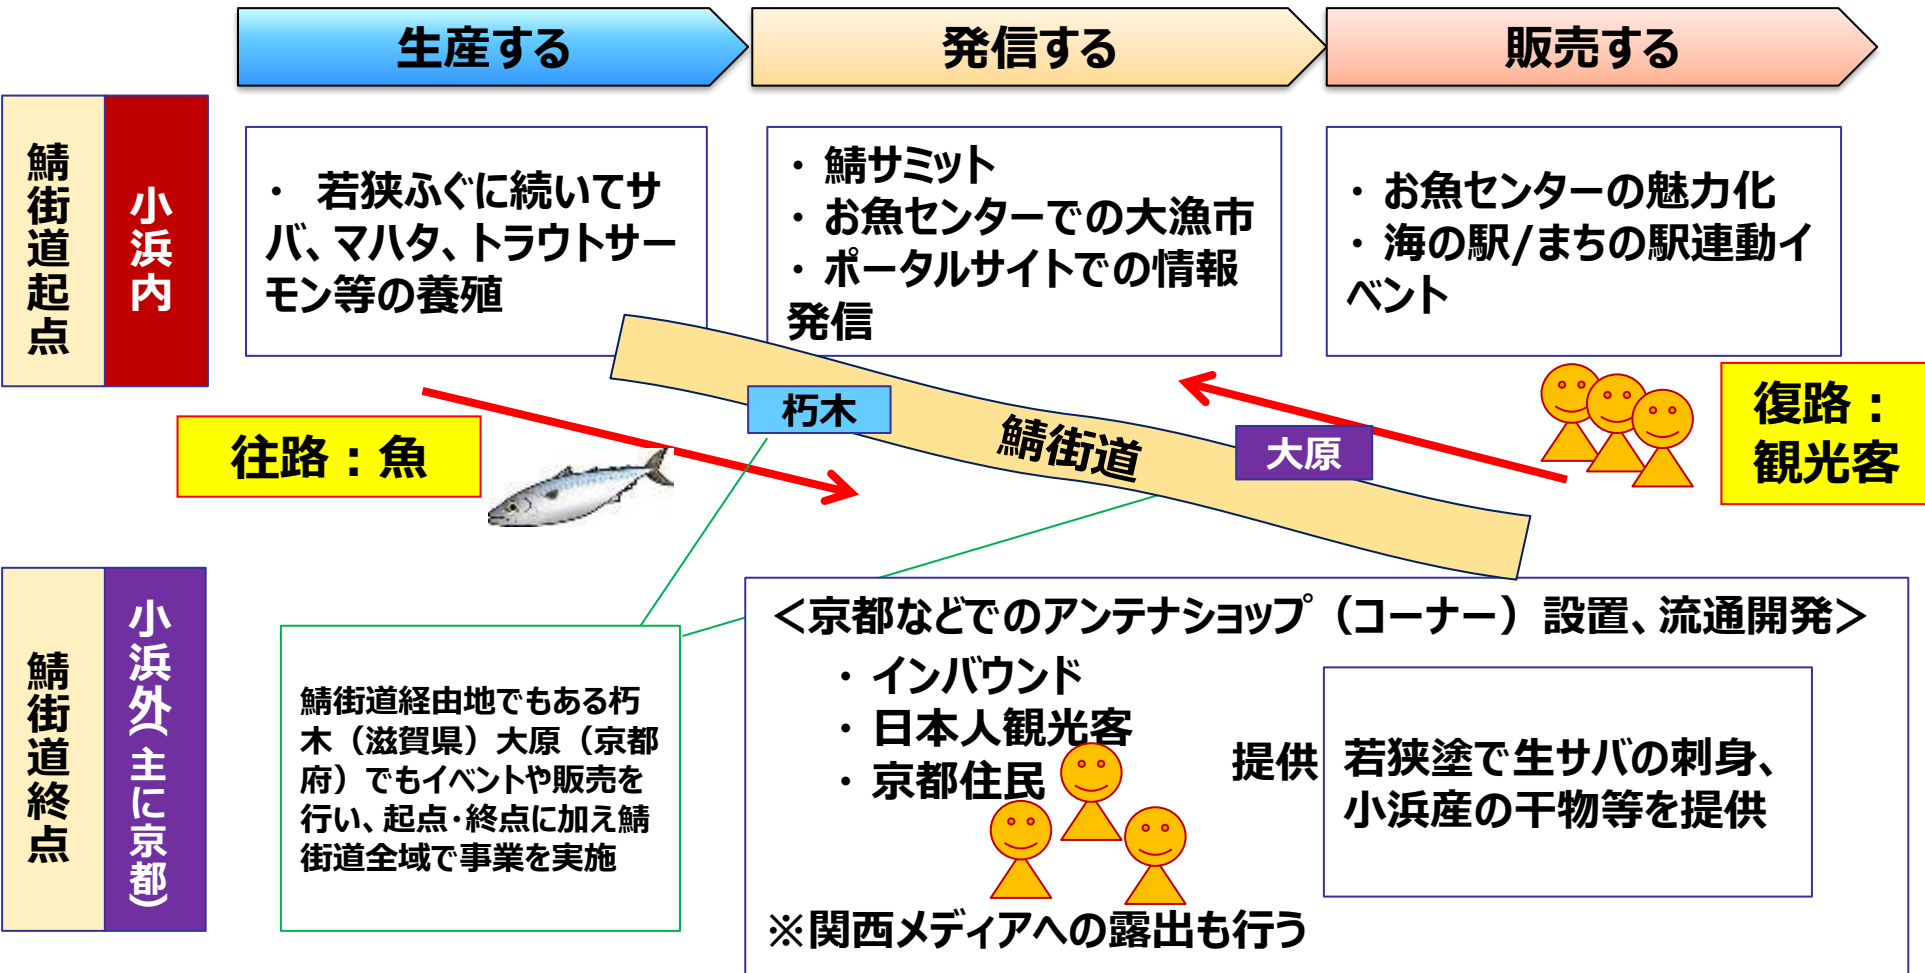 生産する
発信する
販売する
鯖街道起点
小浜内
・ 若狭ふぐに続いてサ
バ、マハタ、トラウトサー
モン等の養殖
・ 鯖サミット
・ お魚センターでの大漁市
・ ポータルサイトでの情報
発信
・ お魚センターの魅力化
・ 海の駅/まちの駅連動イ
ベント
往路：魚
朽木
鯖街道
大原
復路：
観光客
鯖街道終点
小浜外（主に京都）
鯖街道経由地でもある朽
木（滋賀県）大原（京都
府）でもイベントや販売を
行い、起点・終点に加え鯖
街道全域で事業を実施
＜京都などでのアンテナショップ（コーナー）設置、流通開発＞
・ インバウンド
・ 日本人観光客
・ 京都住民
提供
若狭塗で生サバの刺身、
小浜産の干物等を提供
※関西メディアへの露出も行う